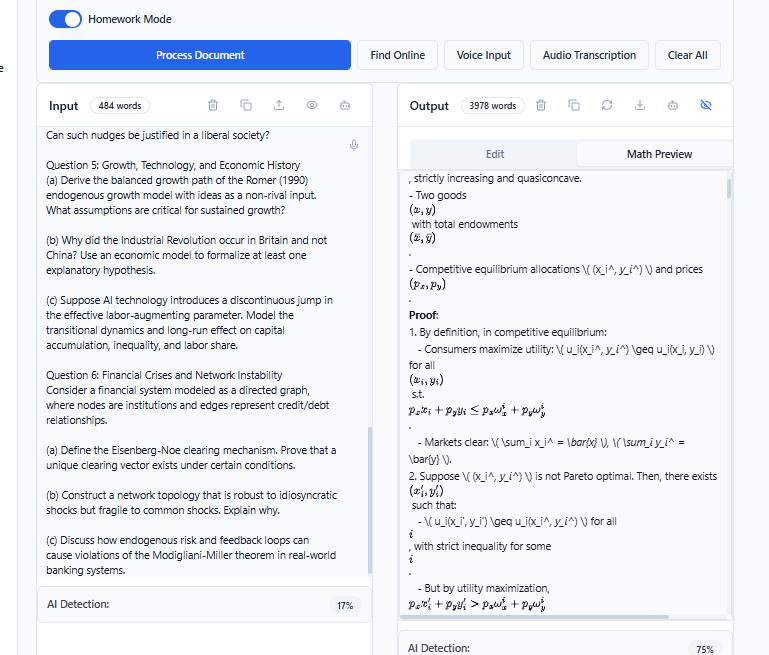 Homework Mode
Process Document
Find Online
Voice Input
Audio Transcription
Clear All
Input
484 words
Can such nudges be justified in a liberal society?
Question 5: Growth, Technology, and Economic History
(a) Derive the balanced growth path of the Romer (1990)
endogenous growth model with ideas as a non-rival input.
What assumptions are critical for sustained growth?
(b) Why did the Industrial Revolution occur in Britain and not
China? Use an economic model to formalize at least one
explanatory hypothesis.
(c) Suppose AI technology introduces a discontinuous jump in
the effective labor-augmenting parameter. Model the
transitional dynamics and long-run effect on capital
accumulation, inequality, and labor share.
Question 6: Financial Crises and Network Instability
Consider a financial system modeled as a directed graph,
where nodes are institutions and edges represent credit/debt
relationships.
(a) Define the Eisenberg-Noe clearing mechanism. Prove that a
unique clearing vector exists under certain conditions.
(b) Construct a network topology that is robust to idiosyncratic
shocks but fragile to common shocks. Explain why.
(c) Discuss how endogenous risk and feedback loops can
cause violations of the Modigliani-Miller theorem in real-world
banking systems.
AI Detection:
17%
Output
3978 words
Edit
Math Preview
, strictly increasing and quasiconcave.
- Two goods
(x, y)
with total endowments
(x̄, ȳ)
.
- Competitive equilibrium allocations \( (x_i^, y_i^) \) and prices
(pₓ, p_y)
.
Proof:
1. By definition, in competitive equilibrium:
- Consumers maximize utility: \( u_i(x_i^, y_i^) \geq u_i(x_i, y_i) \)
for all
(x_i, y_i)
s.t.
pₓx_i + p_y y_i ≤ pₓω_x^i + p_y ω_y^i
.
- Markets clear: \( \sum_i x_i^ = \bar{x} \), \( \sum_i y_i^ =
\bar{y} \).
2. Suppose \( (x_i^, y_i^) \) is not Pareto optimal. Then, there exists
(x_i′, y_i′)
such that:
- \( u_i(x_i', y_i') \geq u_i(x_i^, y_i^) \) for all
i
, with strict inequality for some
i
.
- But by utility maximization,
pₓx_i′ + p_y y_i′ > pₓω_x^i + p_y ω_y^i
AI Detection:
75%